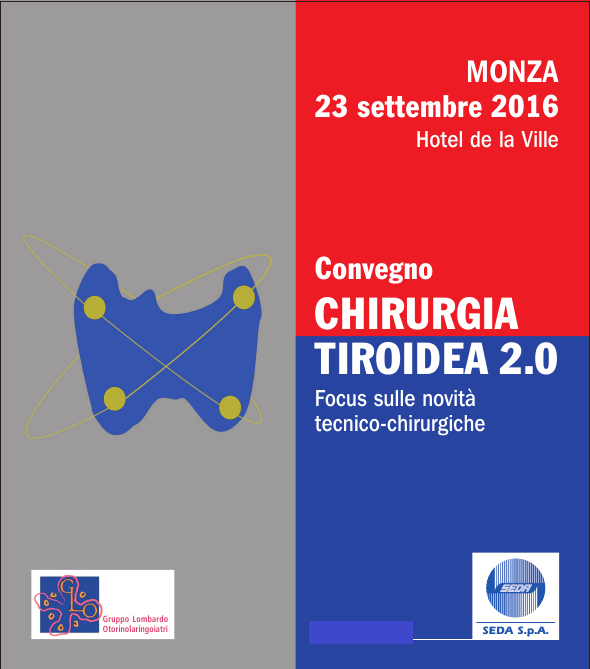 MONZA
23 settembre 2016
Hotel de la Ville
Convegno
CHIRURGIA
TIROIDEA 2.0
Focus sulle novità
tecnico-chirurgiche
GLO
Gruppo Lombardo
Otorinolaringoiatri
SEDA
SEDA S.p.A.